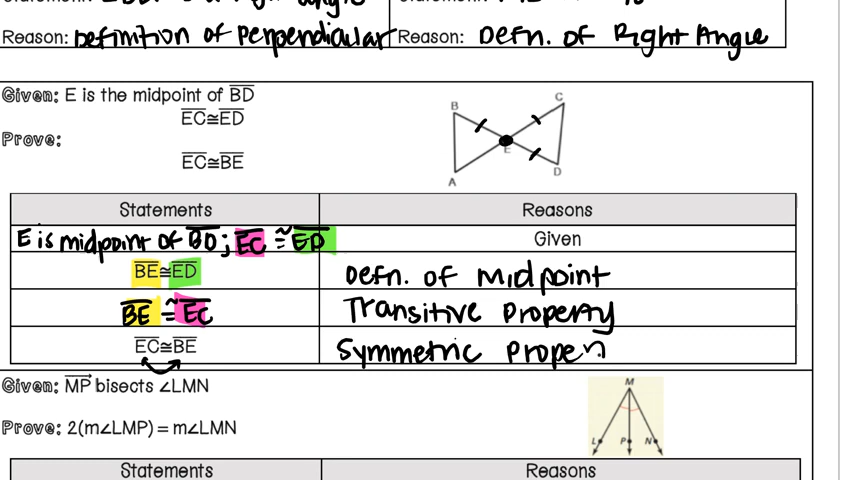 Reason: Definition of Perpendicular Reason: Defn. of Right Angle
Given: E is the midpoint of BD
EC≅ED
Prove:
EC≅BE
B
C
E
A
D
Statements Reasons
E is midpoint of BD; EC ≅ ED Given
BE≅ED Defn. of Midpoint
BE ≅ EC Transitive Property
EC≅BE Symmetric Proper
Given: MP bisects ∠LMN
M
Prove: 2(m∠LMP) = m∠LMN
L P N
Statements Reasons